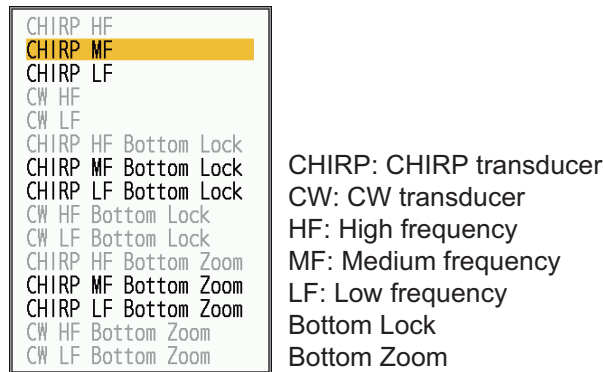 CHIRP HF
CHIRP MF
CHIRP LF
CW HF
CW LF
CHIRP HF Bottom Lock
CHIRP MF Bottom Lock
CHIRP LF Bottom Lock
CW HF Bottom Lock
CW LF Bottom Lock
CHIRP HF Bottom Zoom
CHIRP MF Bottom Zoom
CHIRP LF Bottom Zoom
CW HF Bottom Zoom
CW LF Bottom Zoom
CHIRP: CHIRP transducer
CW: CW transducer
HF: High frequency
MF: Medium frequency
LF: Low frequency
Bottom Lock
Bottom Zoom